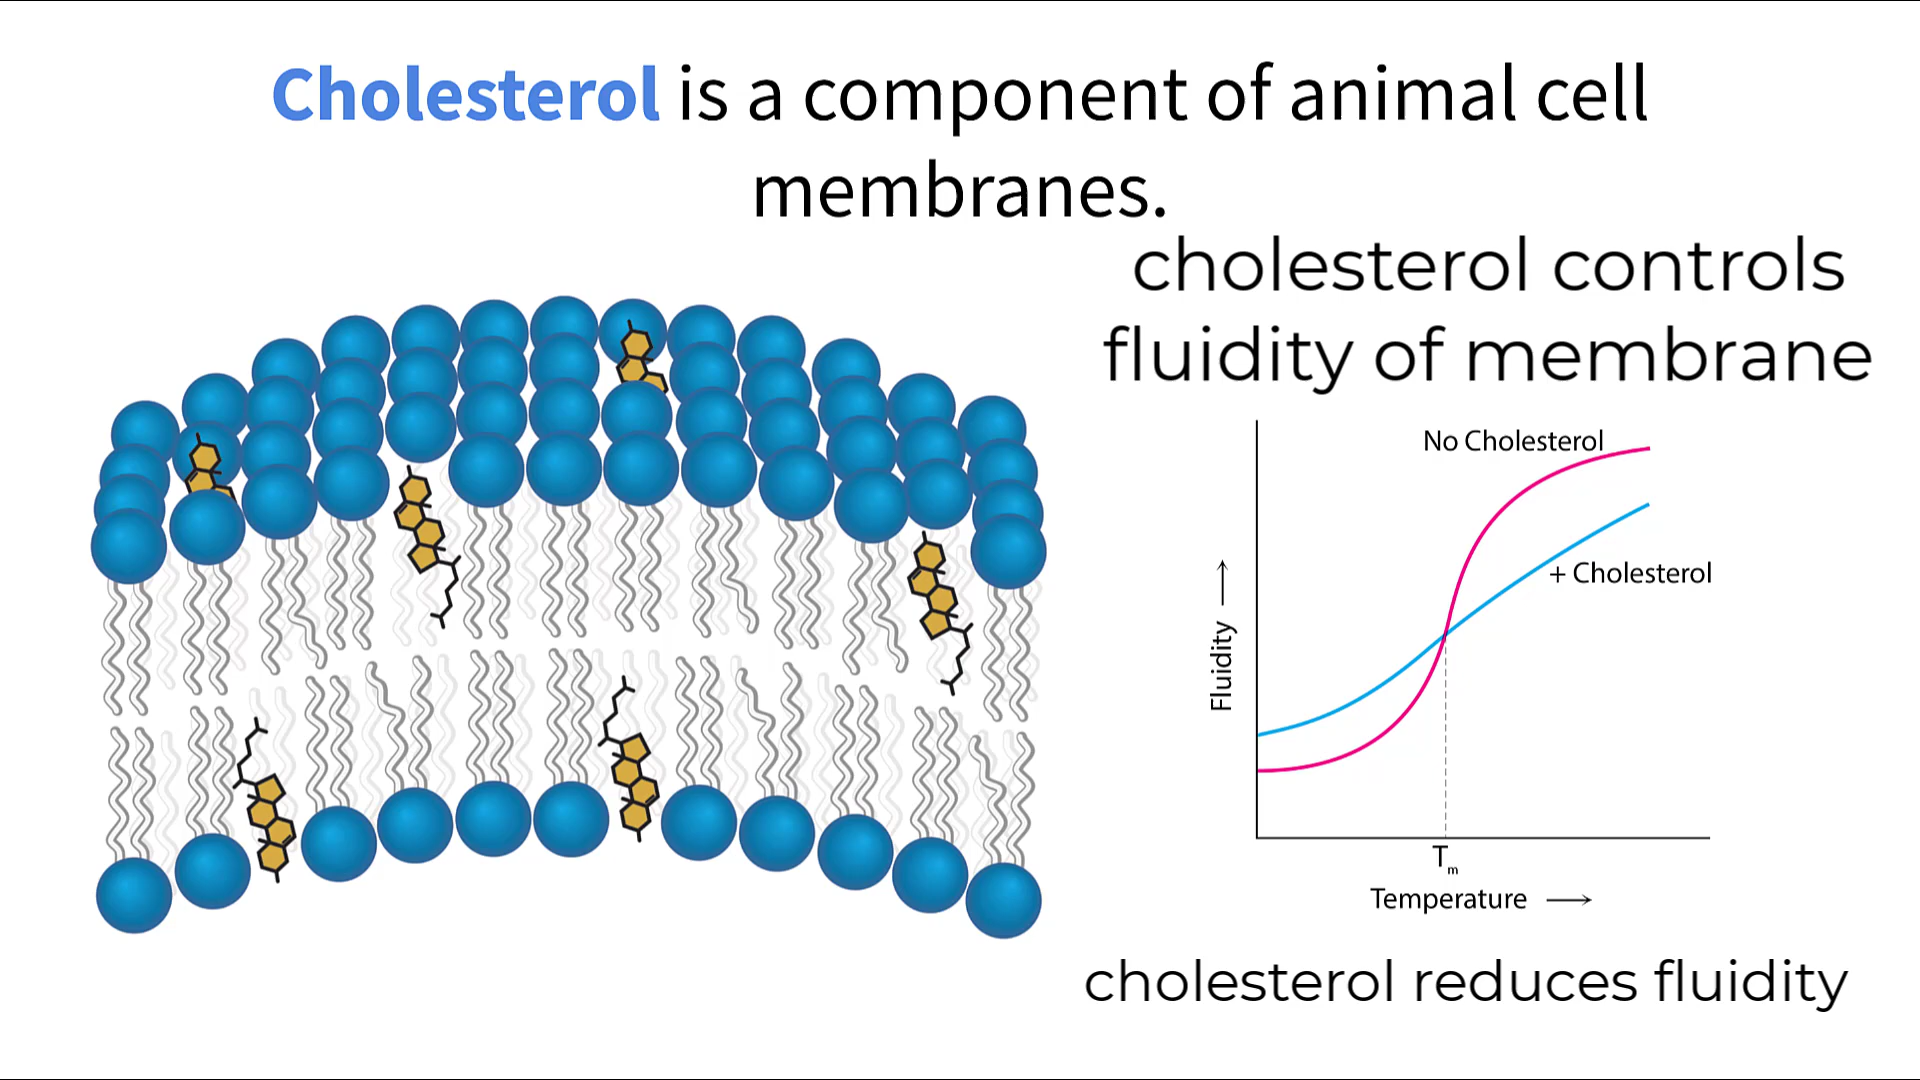 Cholesterol is a component of animal cell
membranes.
cholesterol controls
fluidity of membrane
No Cholesterol
+ Cholesterol
Fluidity →
Tm
Temperature →
cholesterol reduces fluidity